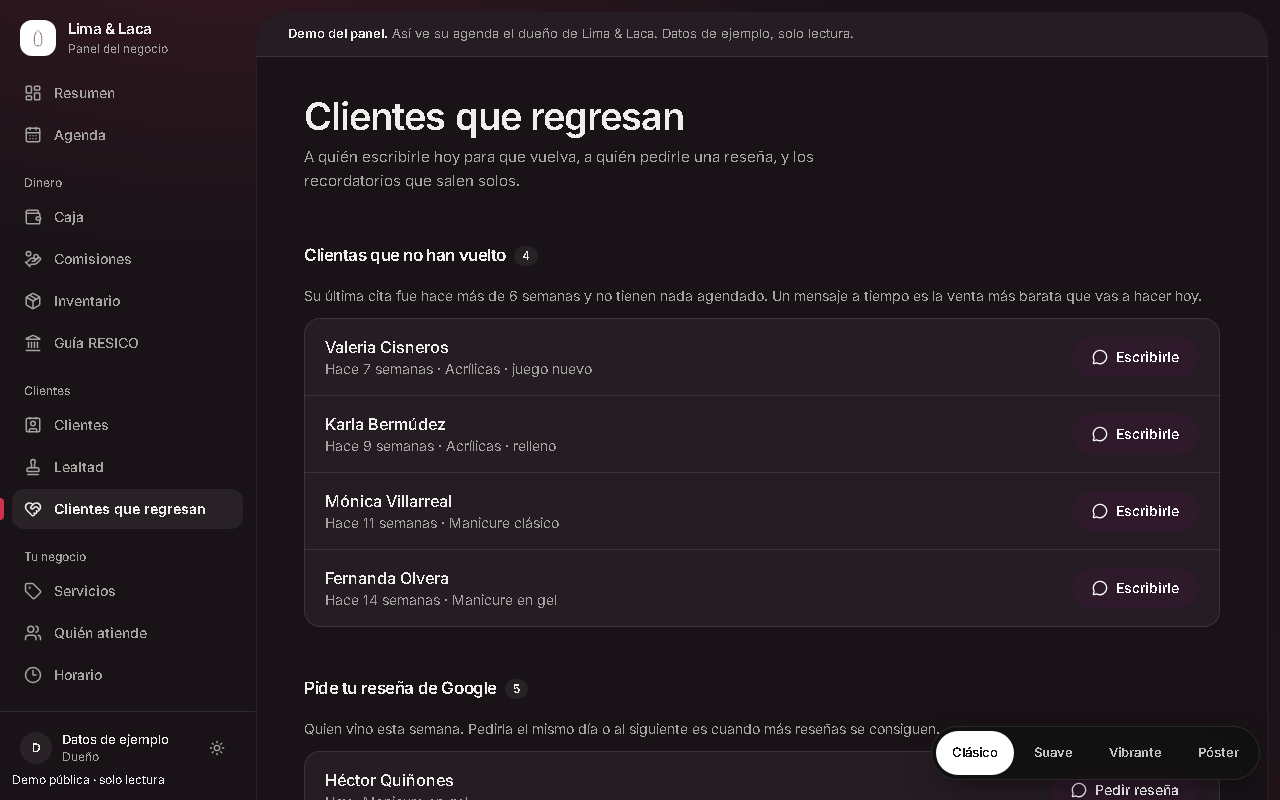 Lima & Laca
Panel del negocio
Resumen
Agenda
Dinero
Caja
Comisiones
Inventario
Guía RESICO
Clientes
Clientes
Lealtad
Clientes que regresan
Tu negocio
Servicios
Quién atiende
Horario
D
Datos de ejemplo
Dueño
Demo pública · solo lectura
Demo del panel. Así ve su agenda el dueño de Lima & Laca. Datos de ejemplo, solo lectura.
Clientes que regresan
A quién escribirle hoy para que vuelva, a quién pedirle una reseña, y los
recordatorios que salen solos.
Clientas que no han vuelto 4
Su última cita fue hace más de 6 semanas y no tienen nada agendado. Un mensaje a tiempo es la venta más barata que vas a hacer hoy.
Valeria Cisneros
Hace 7 semanas · Acrílicas · juego nuevo
Escribirle
Karla Bermúdez
Hace 9 semanas · Acrílicas · relleno
Escribirle
Mónica Villarreal
Hace 11 semanas · Manicure clásico
Escribirle
Fernanda Olvera
Hace 14 semanas · Manicure en gel
Escribirle
Pide tu reseña de Google 5
Quien vino esta semana. Pedirla el mismo día o al siguiente es cuando más reseñas se consiguen.
Héctor Quiñones
Pedir reseña
Clásico
Suave
Vibrante
Póster